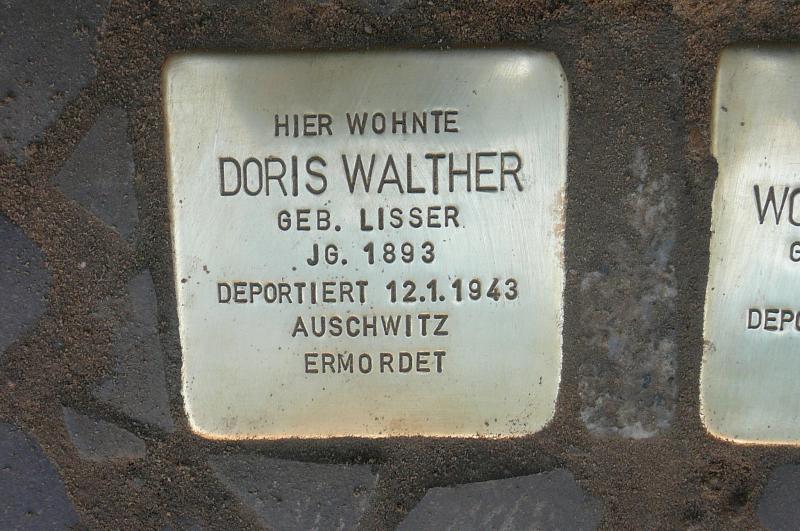 HIER WOHNTE
DORIS WALTHER
GEB. LISSER
JG. 1893
DEPORTIERT 12.1.1943
AUSCHWITZ
ERMORDET